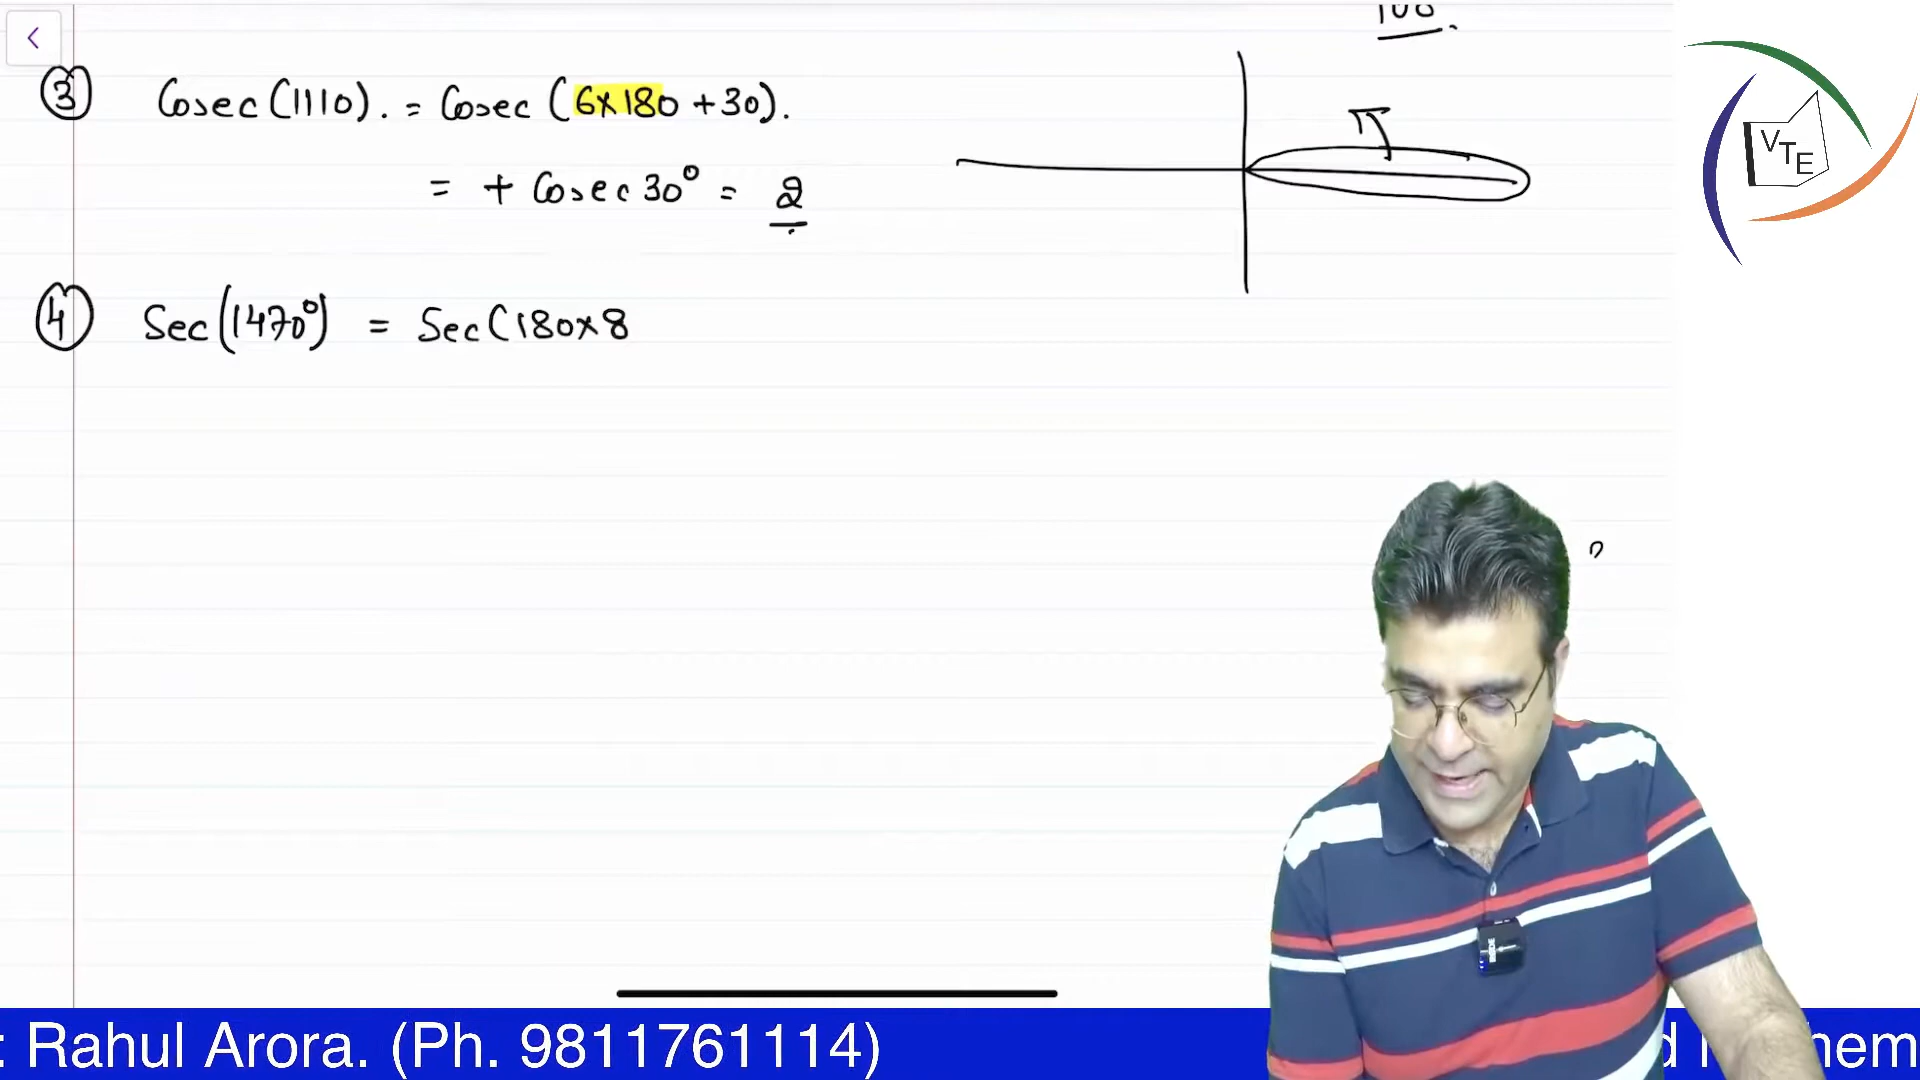 ③ Cosec(1110). = Cosec (6×180 +30).
= + Cosec 30° = 2
④ Sec(1470°) = Sec(180×8
VTE
: Rahul Arora. (Ph. 9811761114)